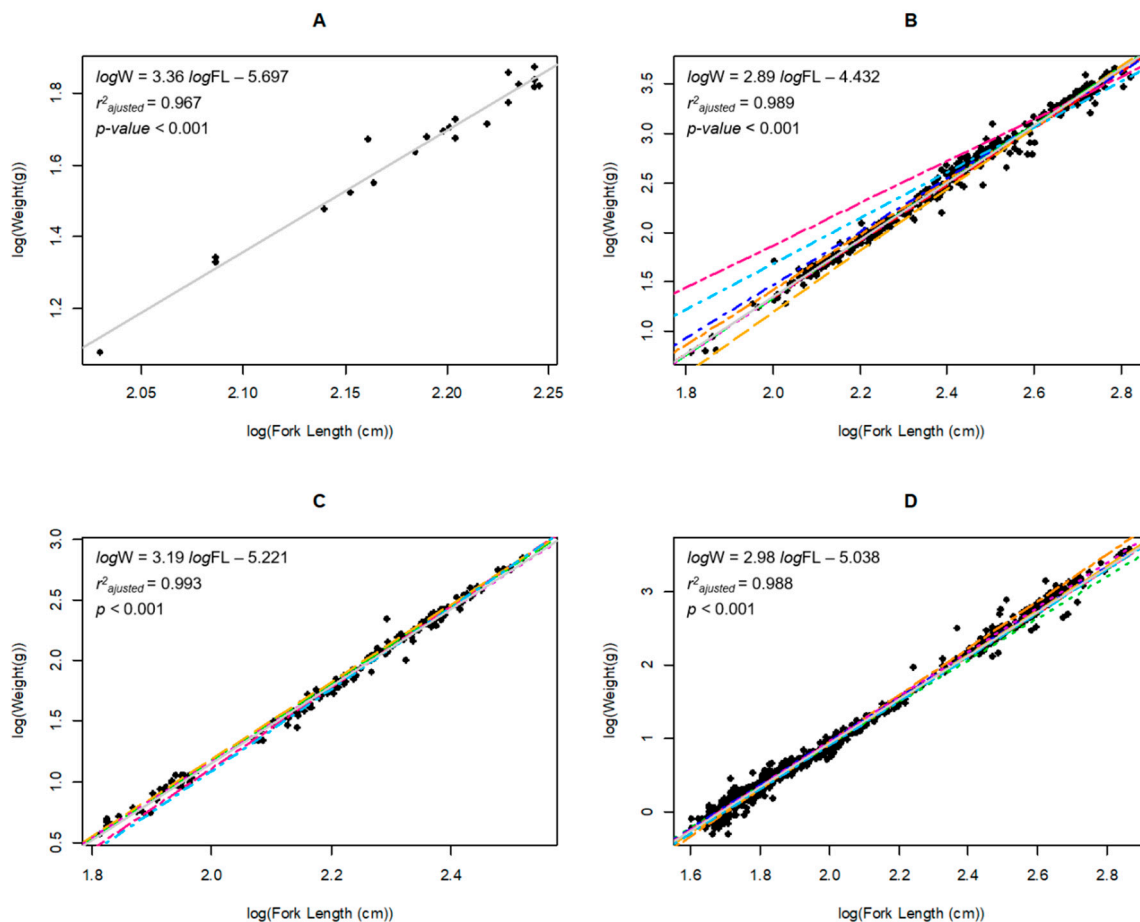 A
logW = 3.36 logFL – 5.697
r²ajusted = 0.967
p-value < 0.001
log(Weight(g))
1.2 1.4 1.6 1.8
2.05 2.10 2.15 2.20 2.25
log(Fork Length (cm))
B
logW = 2.89 logFL – 4.432
r²ajusted = 0.989
p-value < 0.001
log(Weight(g))
1.0 1.5 2.0 2.5 3.0 3.5
1.8 2.0 2.2 2.4 2.6 2.8
log(Fork Length (cm))
C
logW = 3.19 logFL – 5.221
r²ajusted = 0.993
p < 0.001
log(Weight(g))
0.5 1.0 1.5 2.0 2.5 3.0
1.8 2.0 2.2 2.4
log(Fork Length (cm))
D
logW = 2.98 logFL – 5.038
r²ajusted = 0.988
p < 0.001
log(Weight(g))
0 1 2 3
1.6 1.8 2.0 2.2 2.4 2.6 2.8
log(Fork Length (cm))